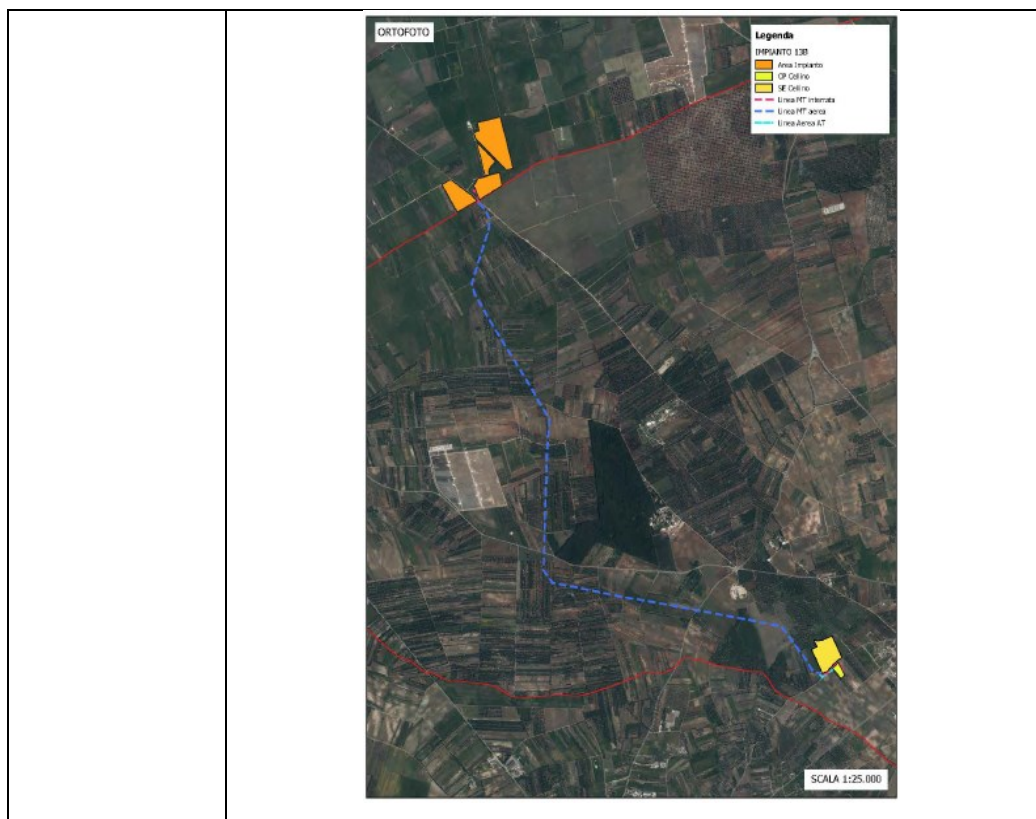 ORTOFOTO
Legenda
IMPIANTO 13B
Area Impianto
CP Cellino
SE Cellino
Linea MT interrata
Linea MT aerea
Linea Aerea AT
SCALA 1:25.000